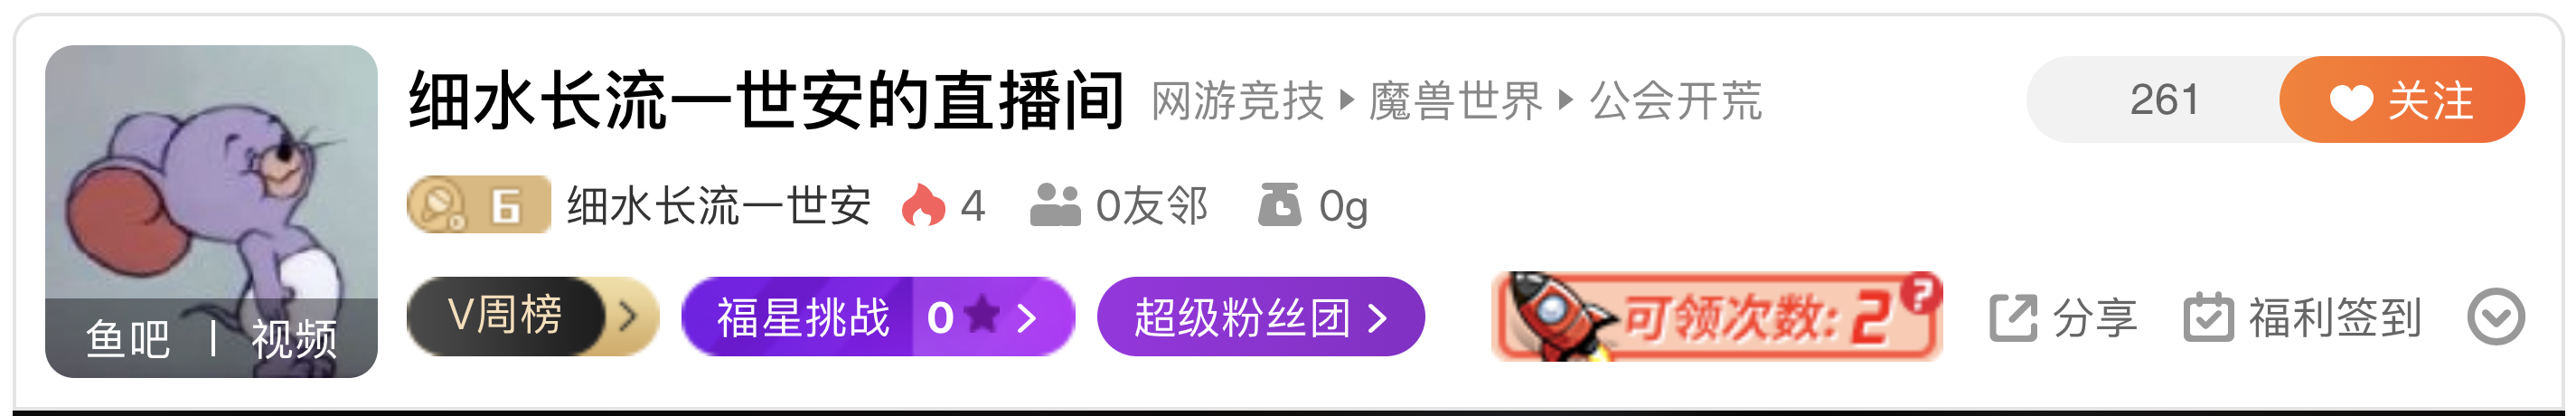 细水长流一世安的直播间 网游竞技 魔兽世界 公会开荒 261 关注
6 细水长流一世安 4 0友邻 0g
鱼吧 | 视频 V周榜 福星挑战 0 超级粉丝团 可领次数: 2 ? 分享 福利签到